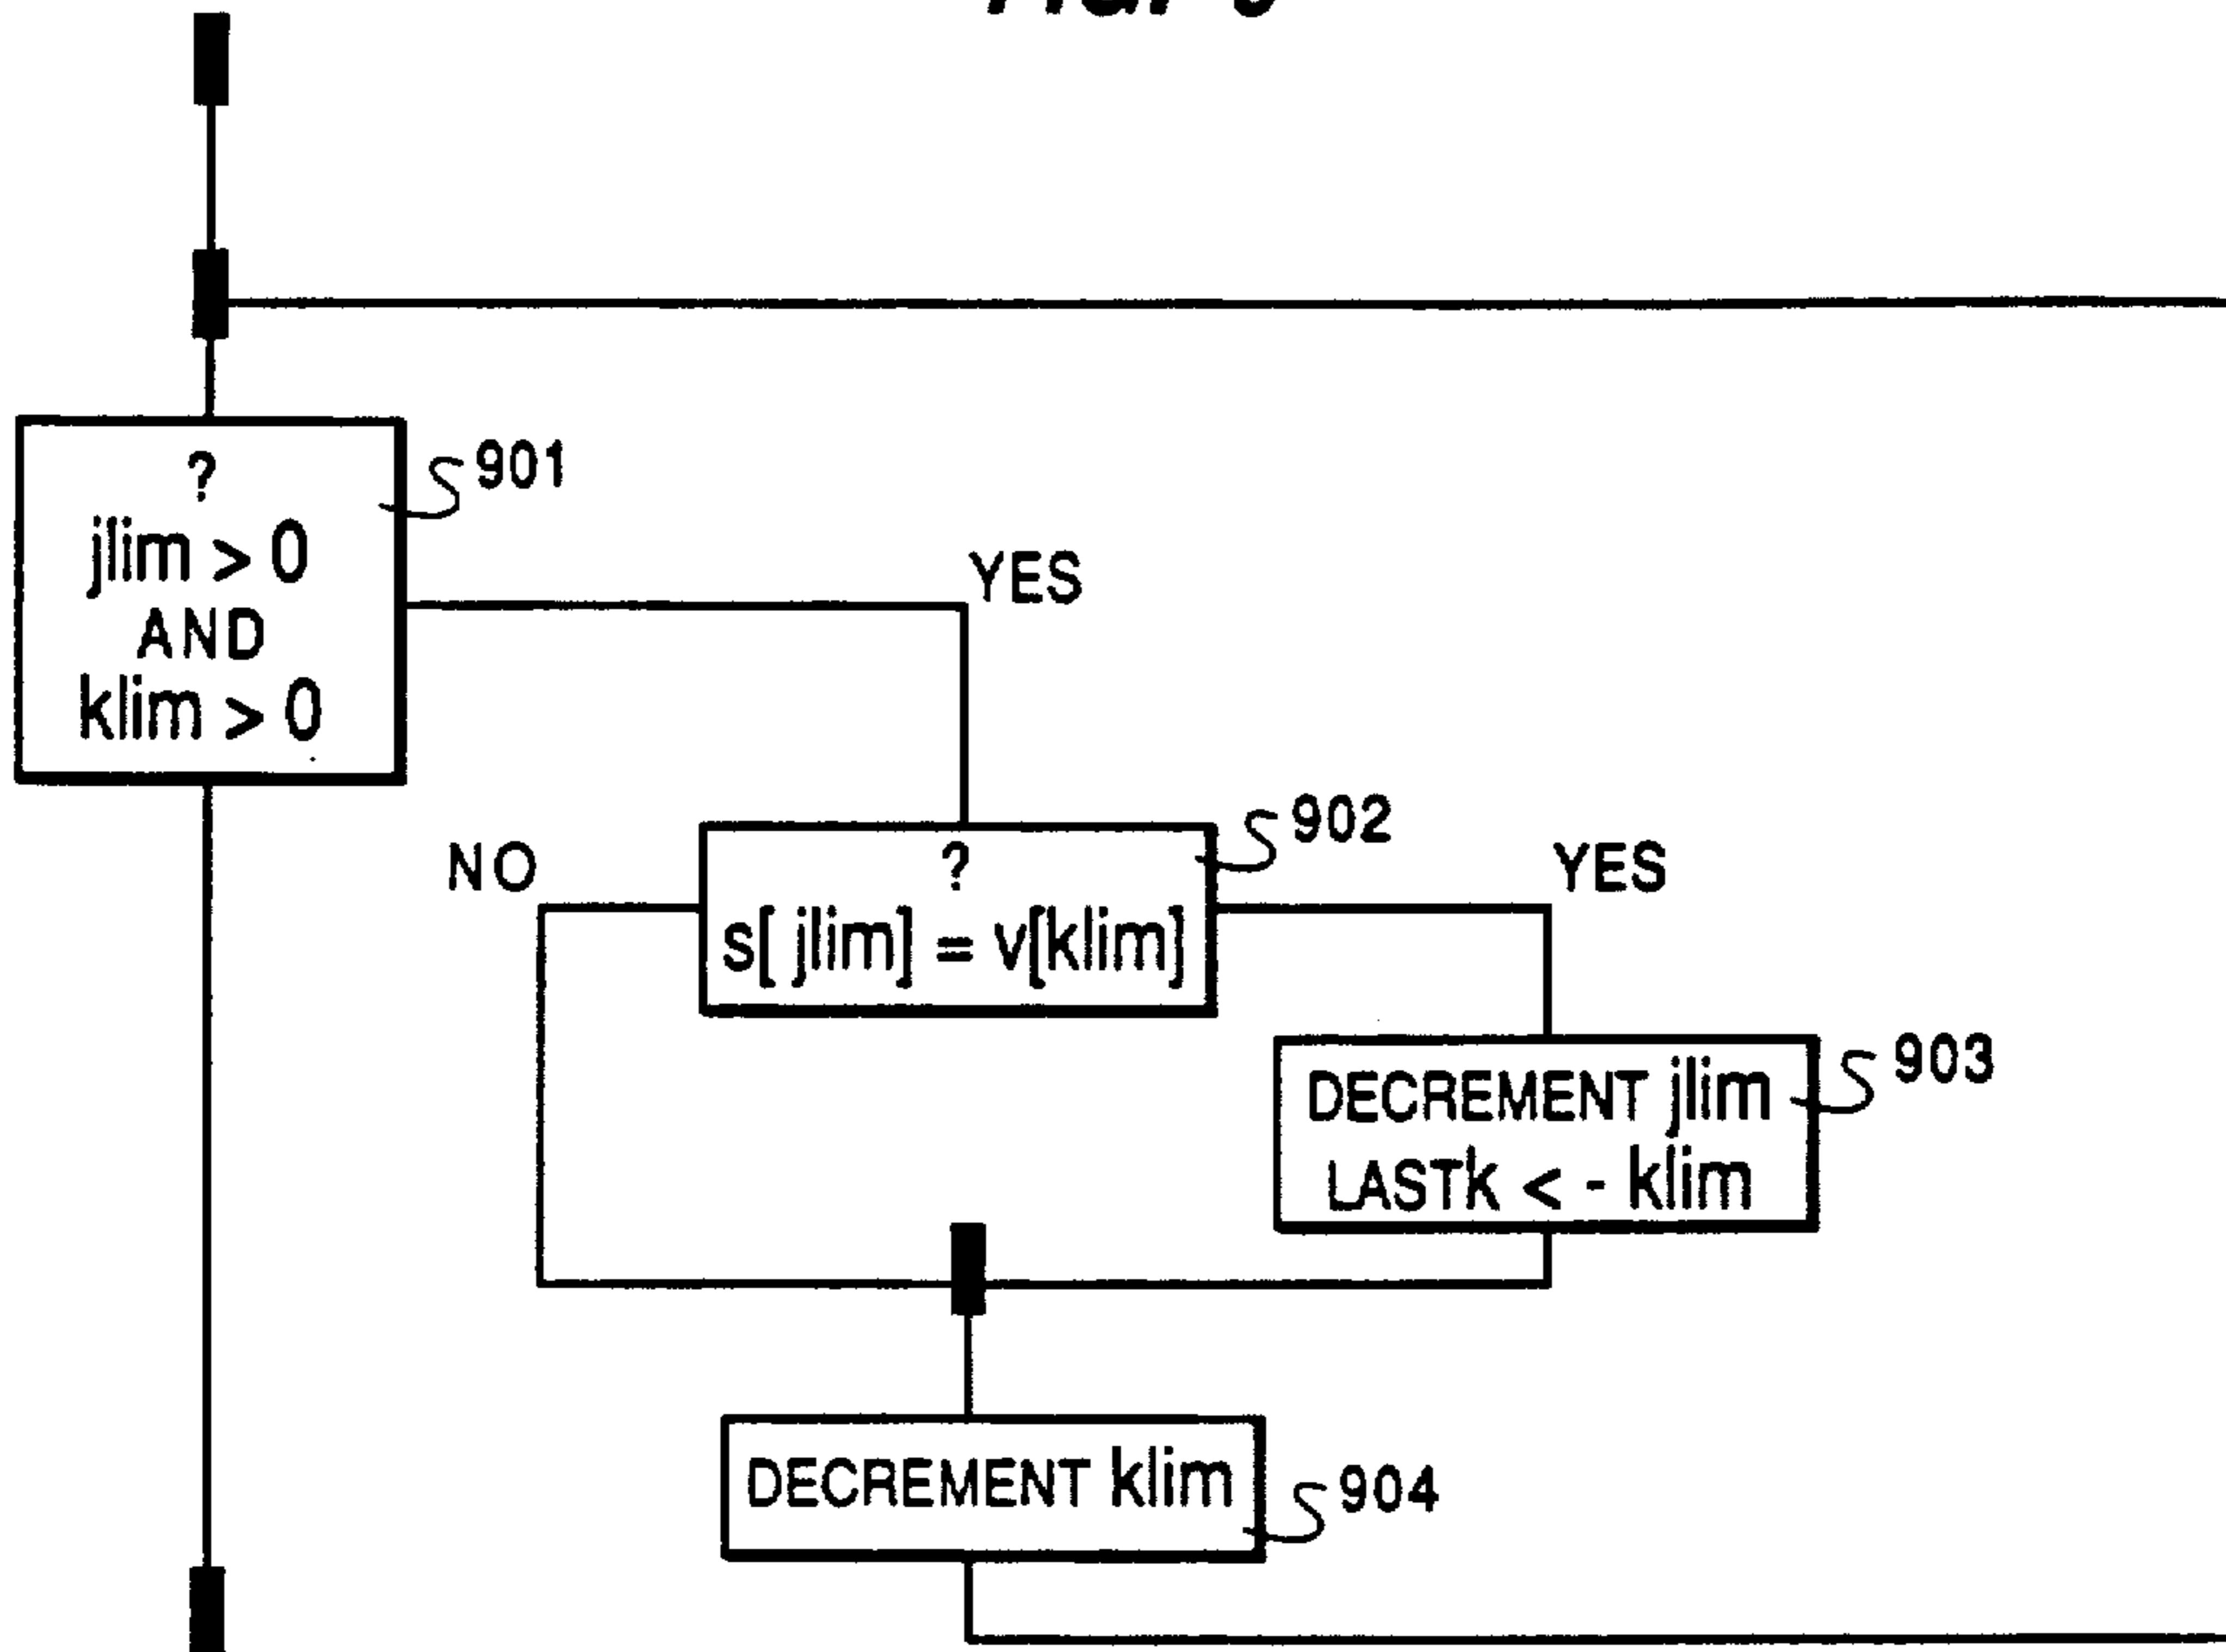 ?
jlim > 0
AND
klim > 0
901
YES
NO
?
s[ jlim] = v[klim]
902
YES
DECREMENT jlim
LASTk < - klim
903
DECREMENT klim
904